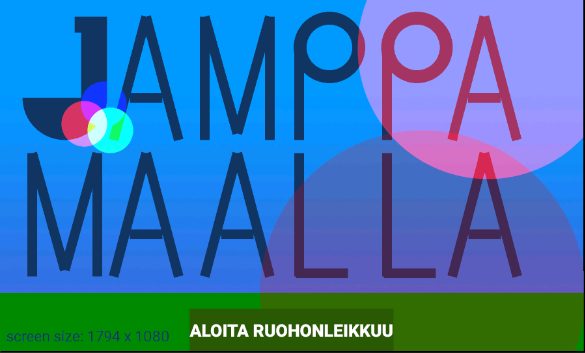 JAMPPA
MAALLA
ALOITA RUOHONLEIKKUU
screen size: 1794 x 1080